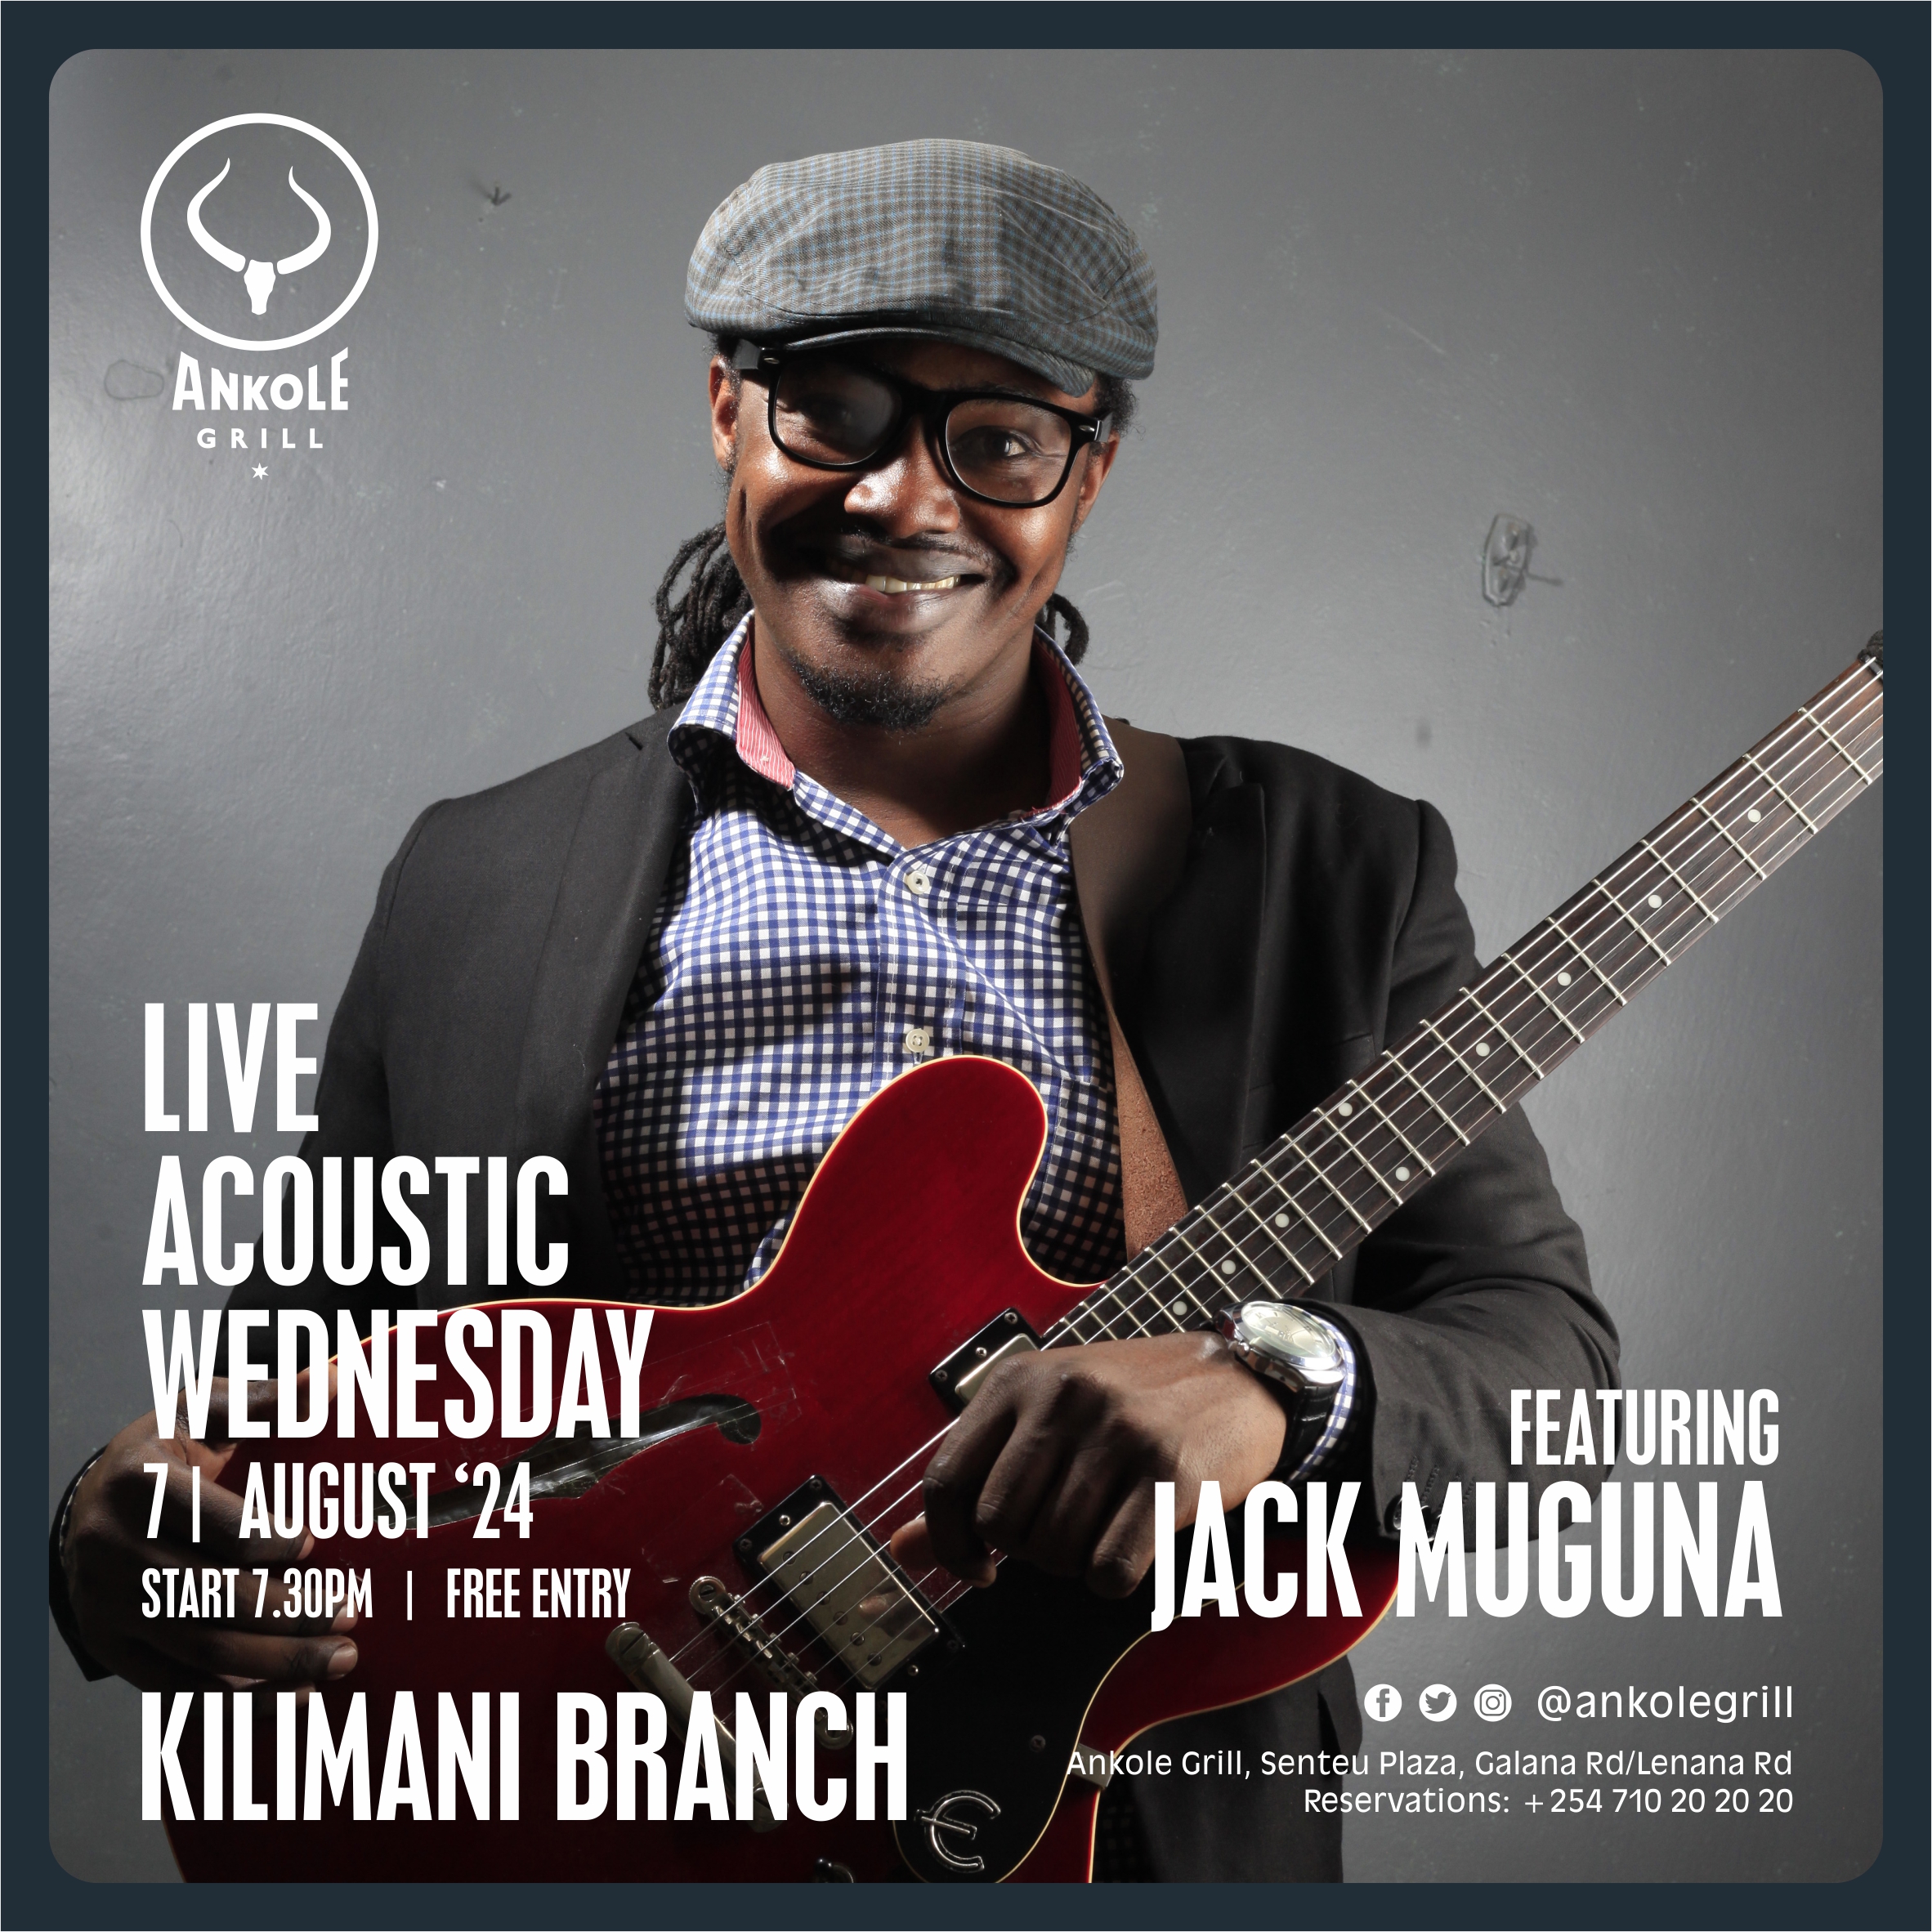 ANKOLE
GRILL
LIVE
ACOUSTIC
WEDNESDAY
7 | AUGUST ‘24
START 7.30PM | FREE ENTRY
KILIMANI BRANCH
FEATURING
JACK MUGUNA
@ankolegrill
Ankole Grill, Senteu Plaza, Galana Rd/Lenana Rd
Reservations: +254 710 20 20 20